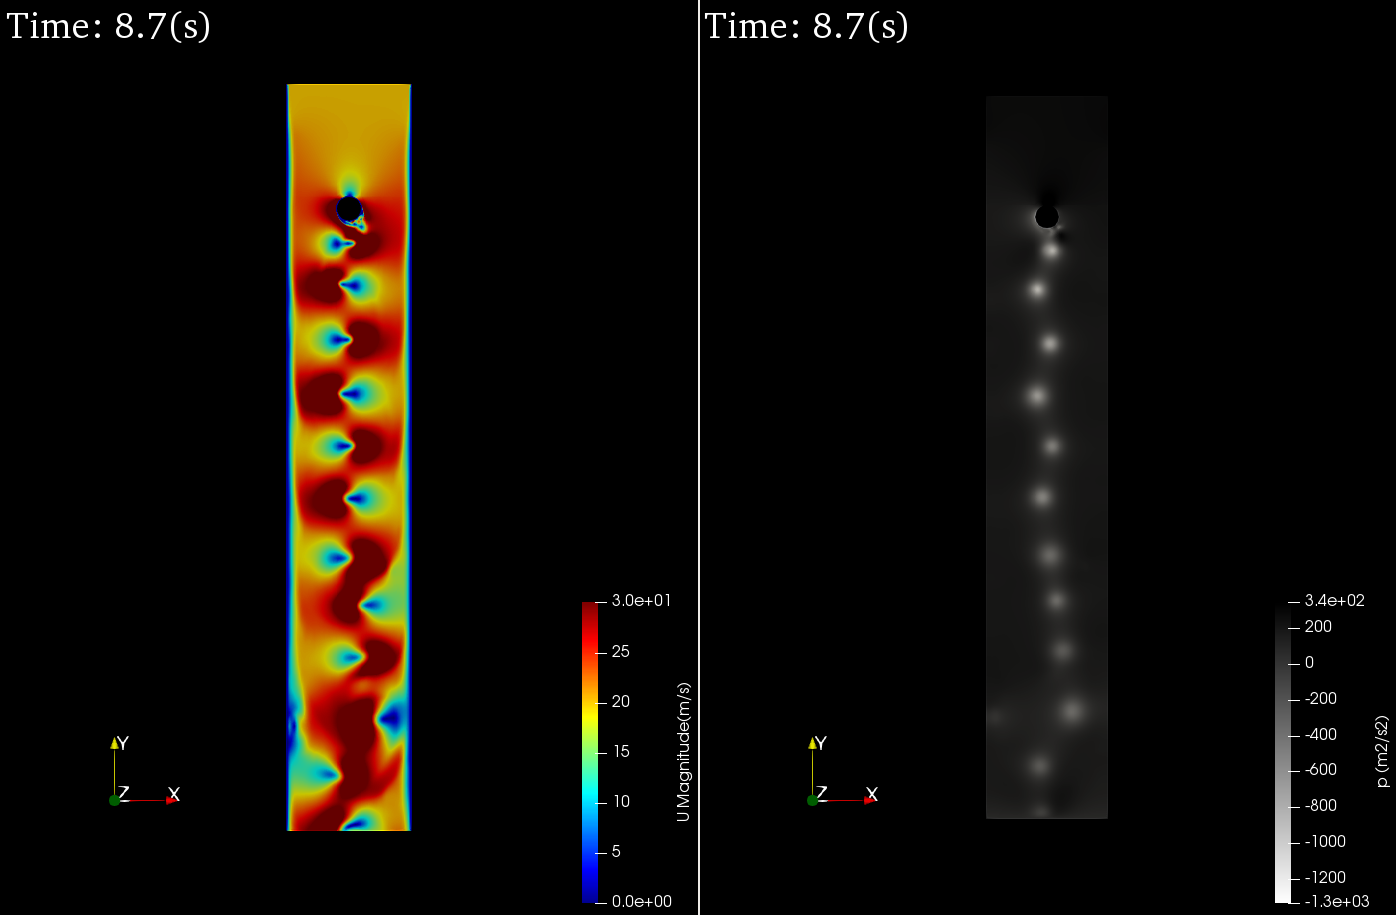 Time: 8.7(s)
3.0e+01
25
20
15
10
5
0.0e+00
U Magnitude(m/s)
Y
Z
X
Time: 8.7(s)
3.4e+02
200
0
-200
-400
-600
-800
-1000
-1200
-1.3e+03
p (m2/s2)
Y
Z
X